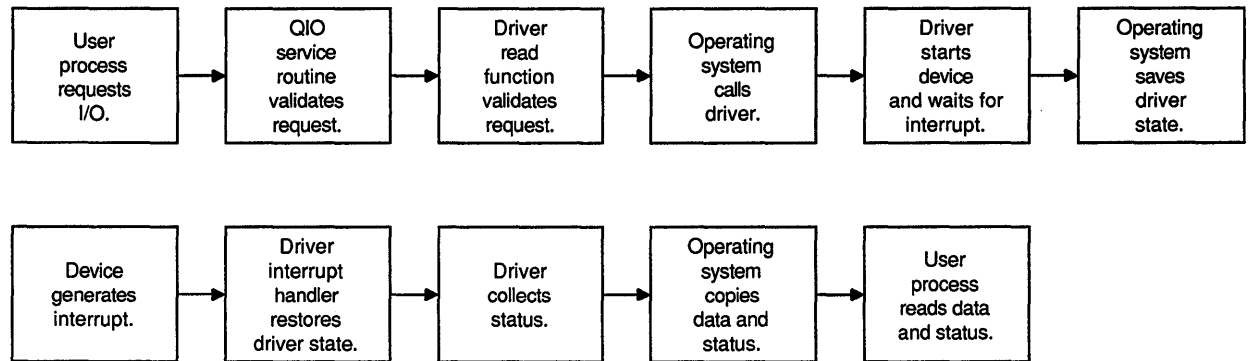 User
process
requests
I/O.
QIO
service
routine
validates
request.
Driver
read
function
validates
request.
Operating
system
calls
driver.
Driver
starts
device
and waits for
interrupt.
Operating
system
saves
driver
state.
Device
generates
interrupt.
Driver
interrupt
handler
restores
driver state.
Driver
collects
status.
Operating
system
copies
data and
status.
User
process
reads data
and status.